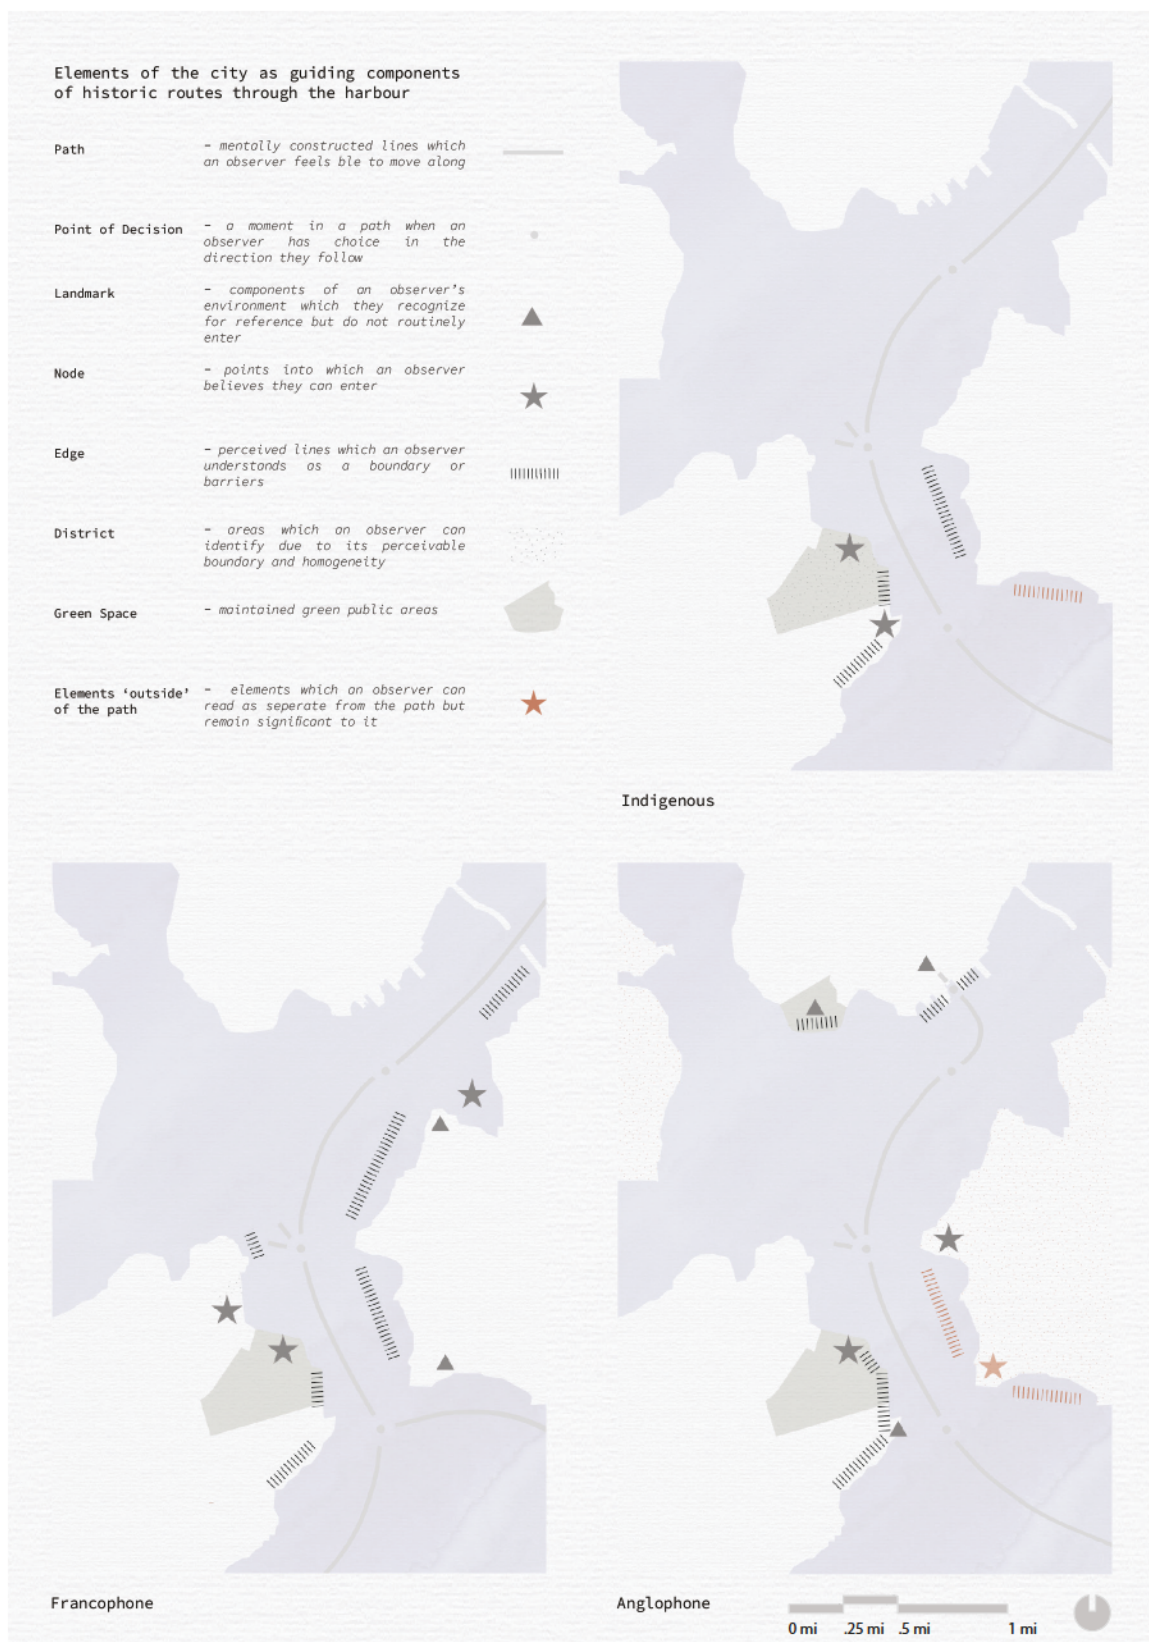 Elements of the city as guiding components
of historic routes through the harbour
Path
- mentally constructed lines which
an observer feels ble to move along
Point of Decision
- a moment in a path when an
observer has choice in the
direction they follow
Landmark
- components of an observer's
environment which they recognize
for reference but do not routinely
enter
Node
- points into which an observer
believes they can enter
Edge
- perceived lines which an observer
understands as a boundary or
barriers
District
- areas which an observer can
identify due to its perceivable
boundary and homogeneity
Green Space
- maintained green public areas
Elements ‘outside’
of the path
- elements which an observer can
read as seperate from the path but
remain significant to it
Indigenous
Francophone
Anglophone
0 mi .25 mi .5 mi 1 mi